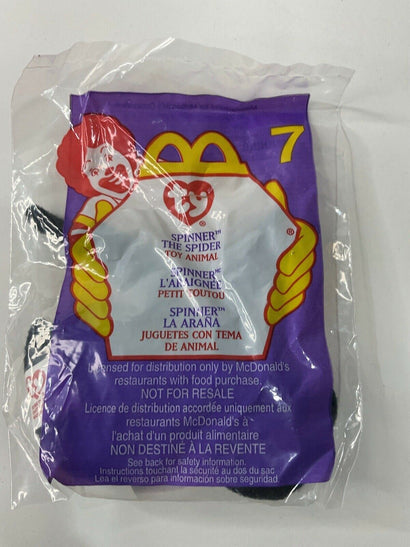 7
ty®
SPINNER™
THE SPIDER
TOY ANIMAL
SPINNER™
L'ARAIGNÉE
PETIT TOUTOU
SPINNER™
LA ARAÑA
JUGUETES CON TEMA
DE ANIMAL
®
Licensed for distribution only by McDonald's
restaurants with food purchase.
NOT FOR RESALE
Licence de distribution accordée uniquement aux
restaurants McDonald's à
l'achat d'un produit alimentaire
NON DESTINÉ À LA REVENTE
See back for safety information.
Instructions touchant la sécurité au dos du sac
Lea el reverso para información sobre seguridad